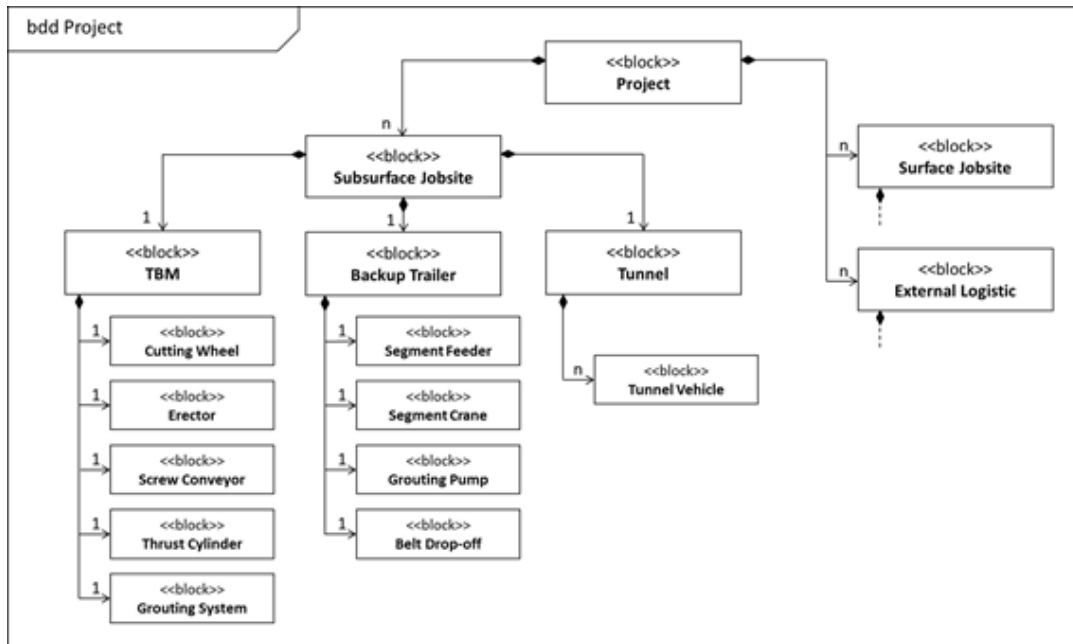 bdd Project
<<block>>
Project
n
<<block>>
Subsurface Jobsite
n
<<block>>
Surface Jobsite
1
<<block>>
TBM
1
<<block>>
Backup Trailer
1
<<block>>
Tunnel
n
<<block>>
External Logistic
1
<<block>>
Cutting Wheel
1
<<block>>
Erector
1
<<block>>
Screw Conveyor
1
<<block>>
Thrust Cylinder
1
<<block>>
Grouting System
1
<<block>>
Segment Feeder
1
<<block>>
Segment Crane
1
<<block>>
Grouting Pump
1
<<block>>
Belt Drop-off
n
<<block>>
Tunnel Vehicle